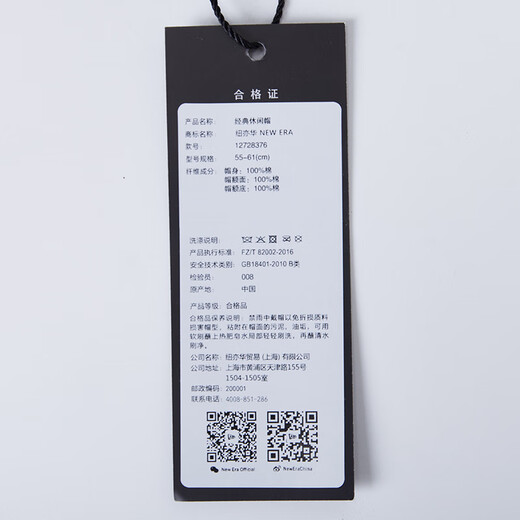 合格证
产品名称: 经典休闲帽
商标名称: 纽亦华 NEW ERA
款号: 12728376
型号规格: 55-61(cm)
纤维成分: 帽身: 100%棉
帽额面: 100%棉
帽额底: 100%棉
洗涤说明:
产品执行标准: FZ/T 82002-2016
安全技术类别: GB18401-2010 B类
检验员: 008
原产地: 中国
产品等级: 合格品
合格品保养说明: 禁雨中戴帽以免折损质料
损害帽型, 粘附在帽面的污泥, 油垢, 可用
软刷蘸上热肥皂水局部轻轻刷洗, 再蘸清水
刷净。
公司名称: 纽亦华贸易 (上海) 有限公司
公司地址: 上海市黄浦区天津路155号
1504-1505室
邮政编码: 200001
联系电话: 4008-851-286
New Era Official
NewEraChina